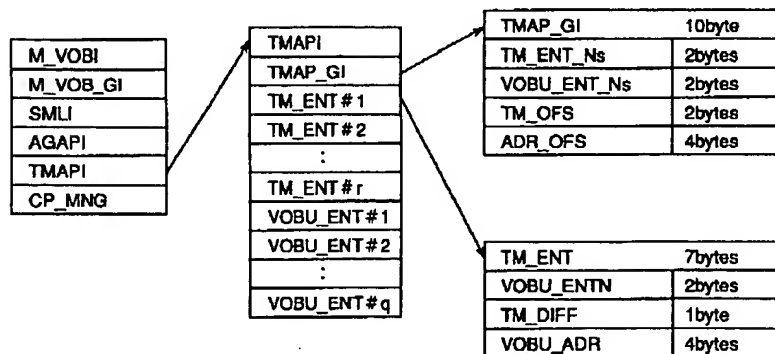 M_VOBI
M_VOB_GI
SMLI
AGAPI
TMAPI
CP_MNG
TMAPI
TMAP_GI
TM_ENT#1
TM_ENT#2
:
TM_ENT#r
VOBU_ENT#1
VOBU_ENT#2
:
VOBU_ENT#q
TMAP_GI 10byte
TM_ENT_Ns 2bytes
VOBU_ENT_Ns 2bytes
TM_OFS 2bytes
ADR_OFS 4bytes
TM_ENT 7bytes
VOBU_ENTN 2bytes
TM_DIFF 1byte
VOBU_ADR 4bytes